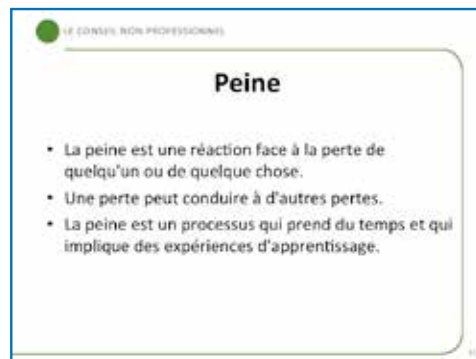 LE CONSEIL NON PROFESSIONNEL
Peine
• La peine est une réaction face à la perte de
quelqu'un ou de quelque chose.
• Une perte peut conduire à d'autres pertes.
• La peine est un processus qui prend du temps et qui
implique des expériences d'apprentissage.